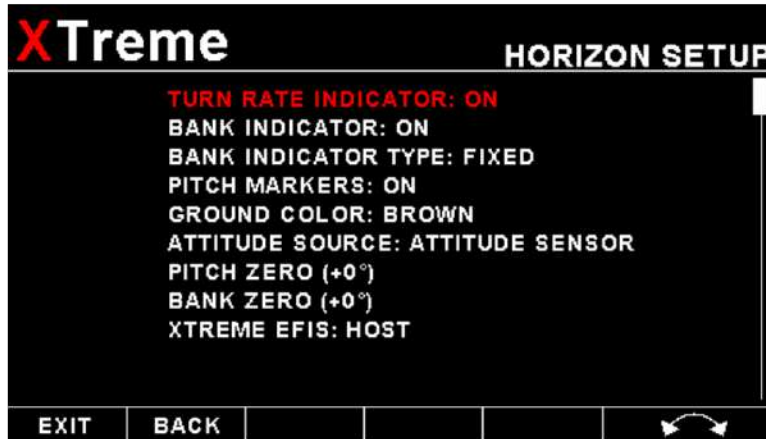 XTreme
HORIZON SETUP
TURN RATE INDICATOR: ON
BANK INDICATOR: ON
BANK INDICATOR TYPE: FIXED
PITCH MARKERS: ON
GROUND COLOR: BROWN
ATTITUDE SOURCE: ATTITUDE SENSOR
PITCH ZERO (+0°)
BANK ZERO (+0°)
XTREME EFIS: HOST
EXIT BACK